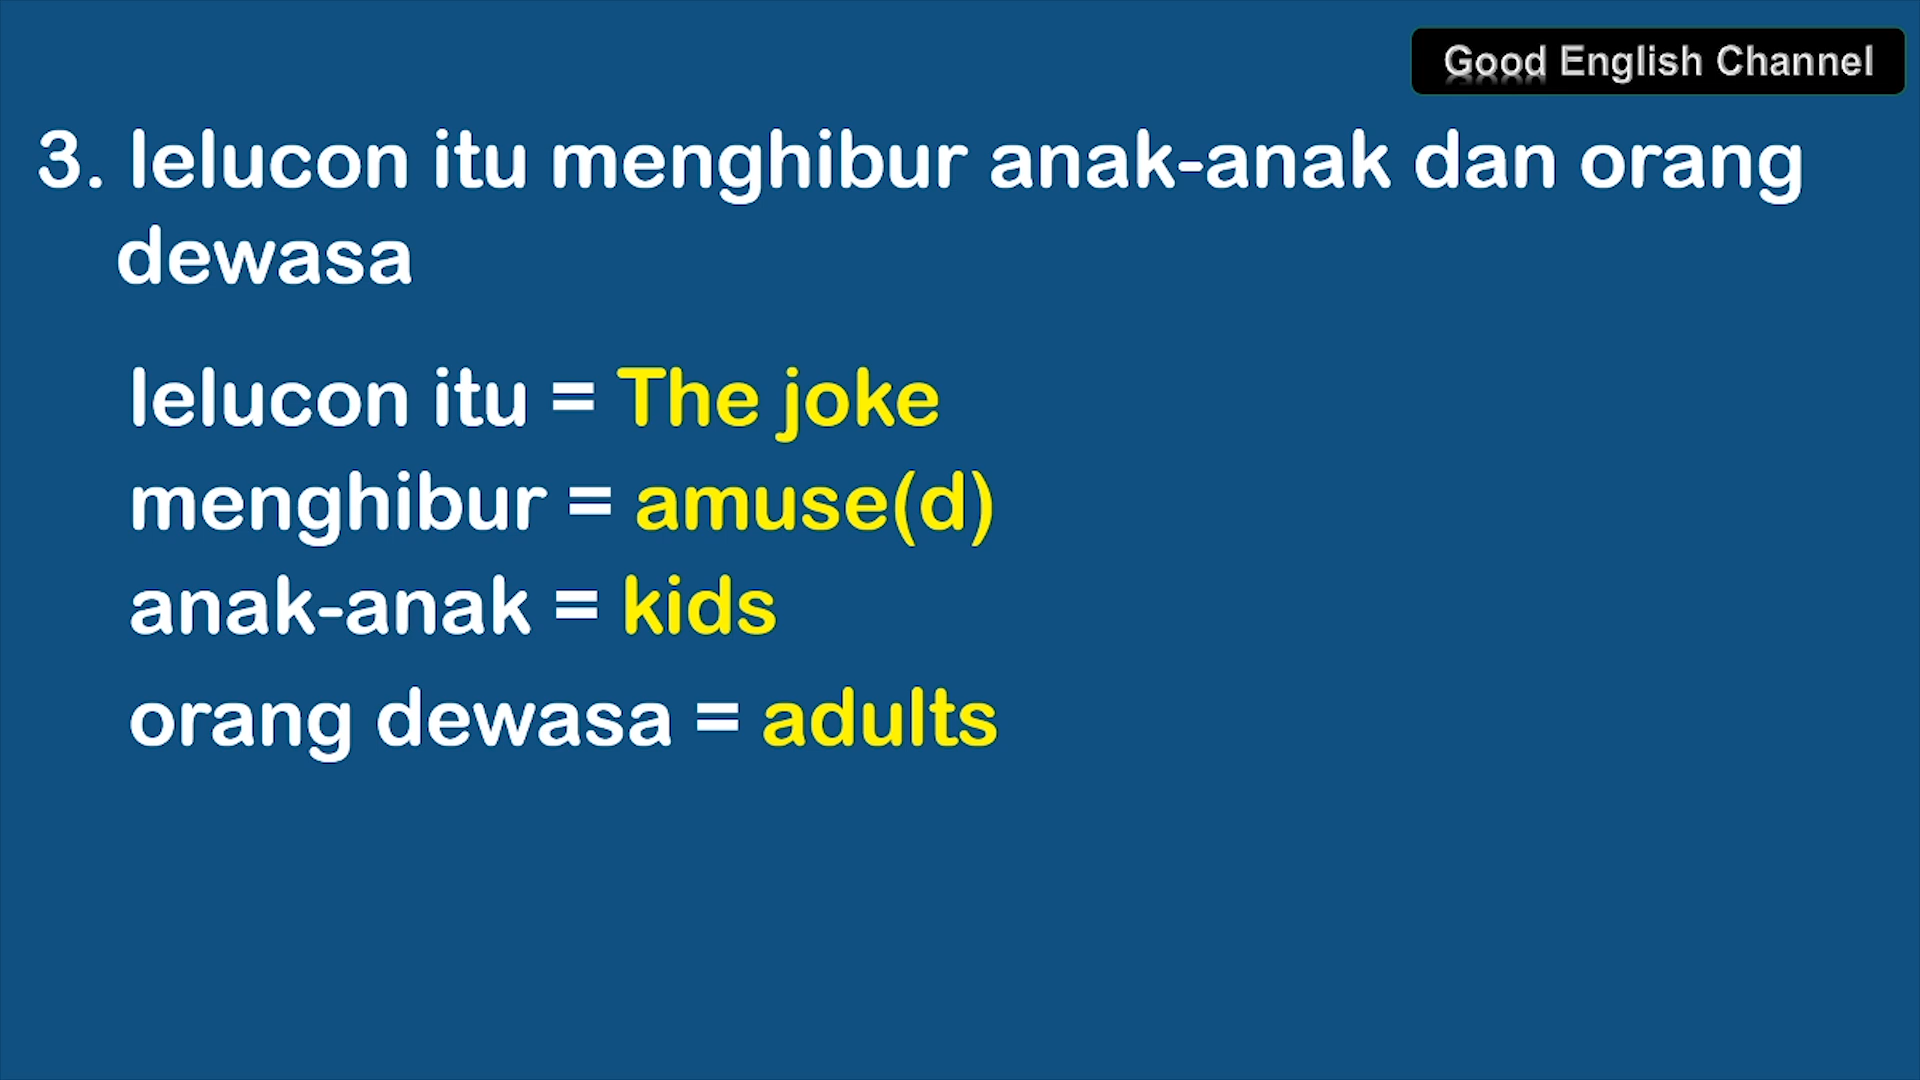 Good English Channel
3. lelucon itu menghibur anak-anak dan orang
dewasa
lelucon itu = The joke
menghibur = amuse(d)
anak-anak = kids
orang dewasa = adults